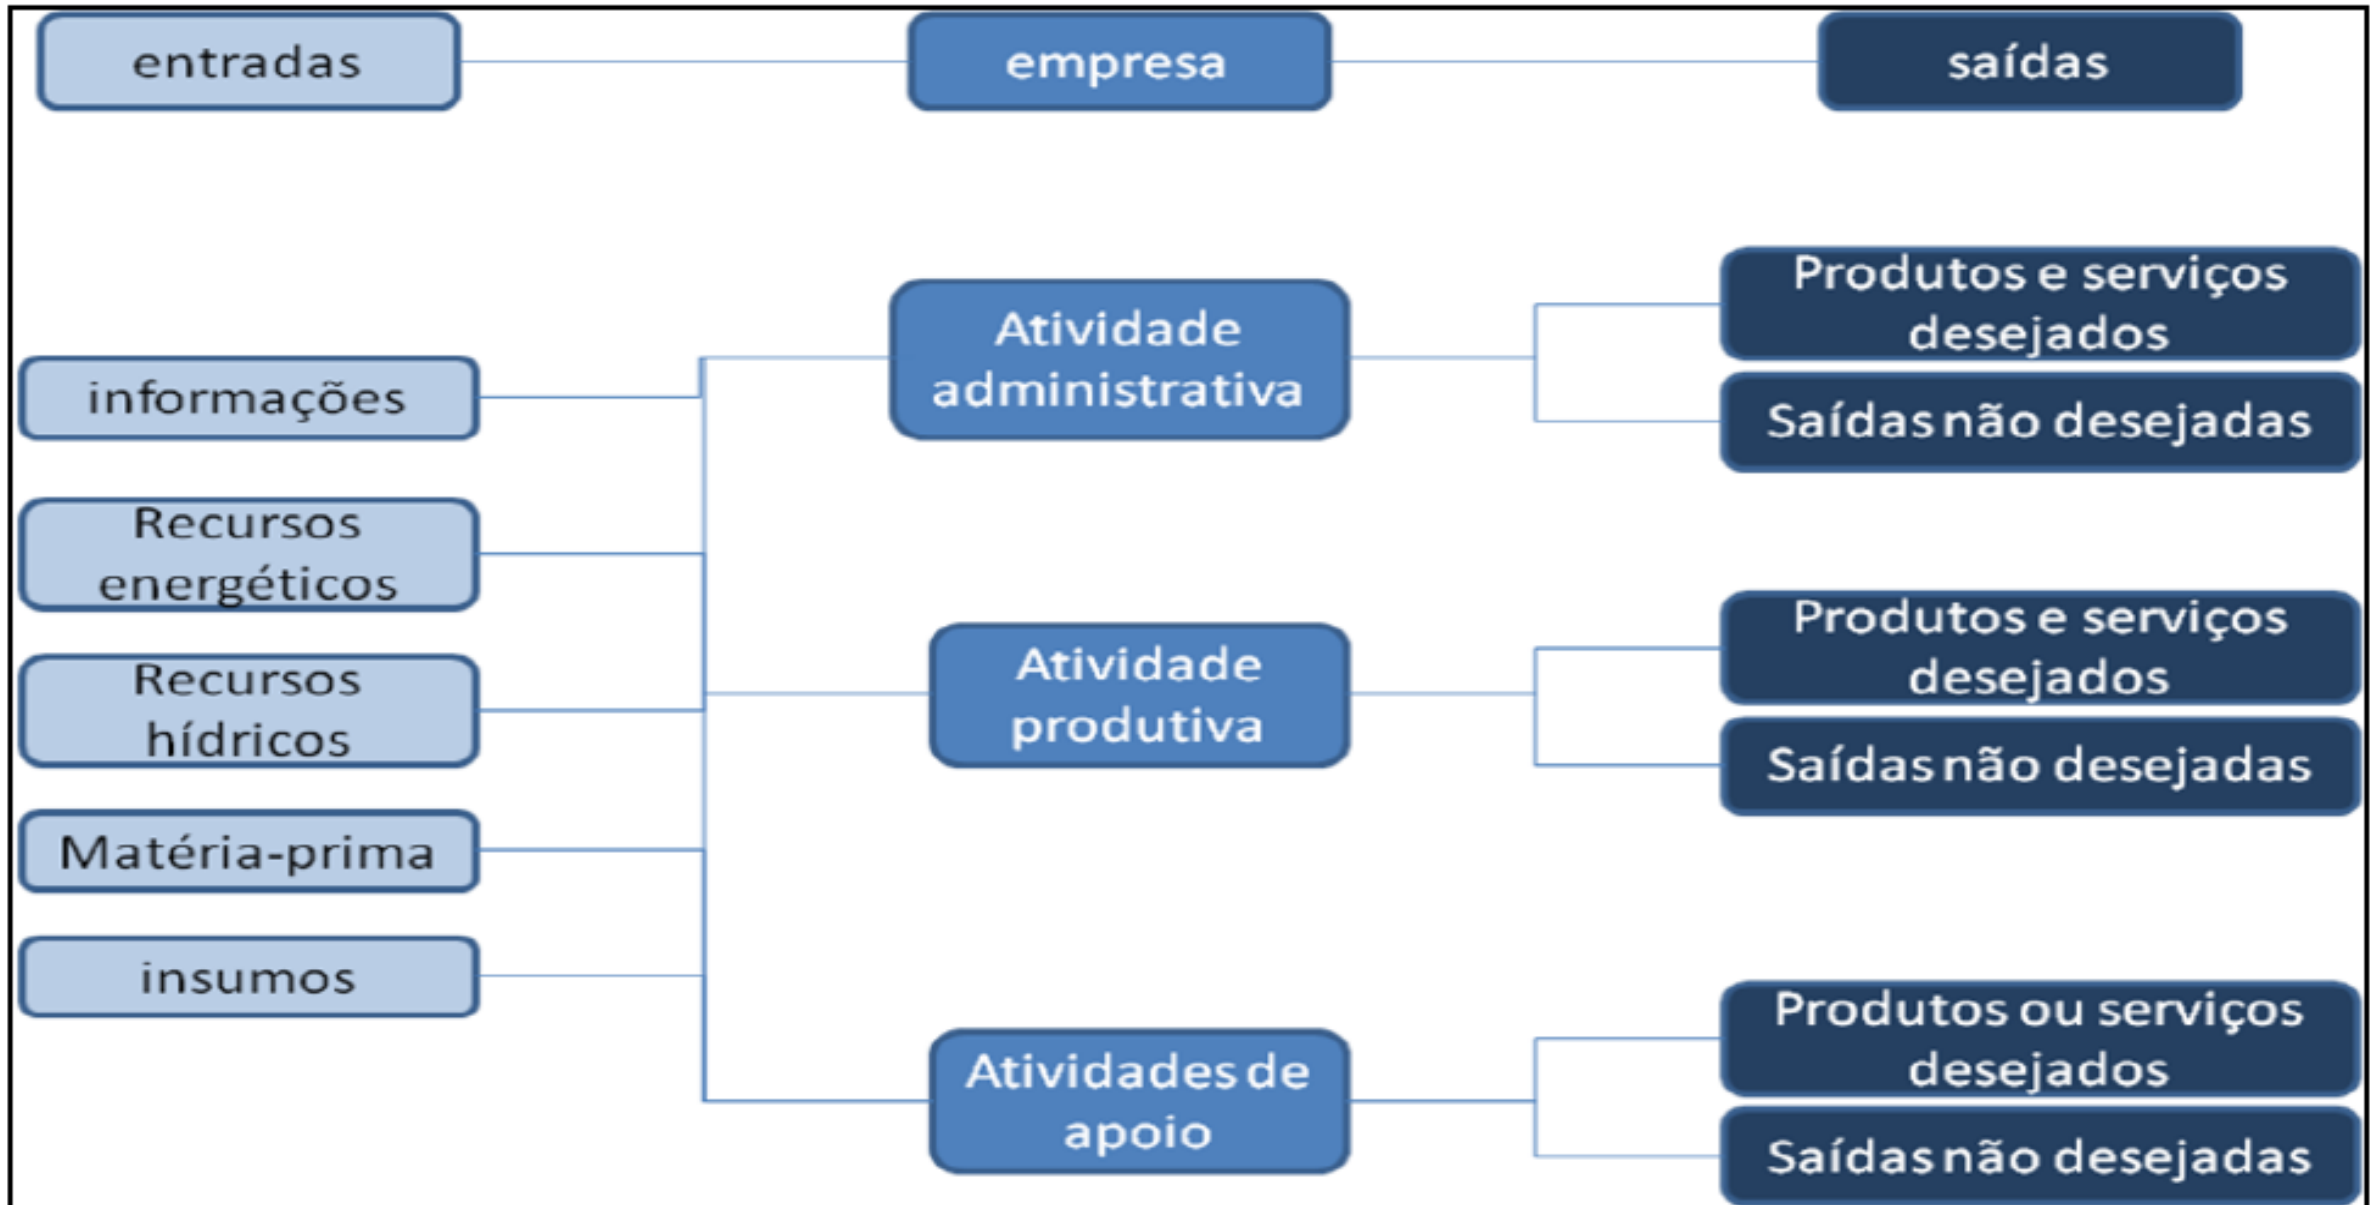 entradas
empresa
saídas
informações
Recursos
energéticos
Recursos
hídricos
Matéria-prima
insumos
Atividade
administrativa
Atividade
produtiva
Atividades de
apoio
Produtos e serviços
desejados
Saídas não desejadas
Produtos e serviços
desejados
Saídas não desejadas
Produtos ou serviços
desejados
Saídas não desejadas